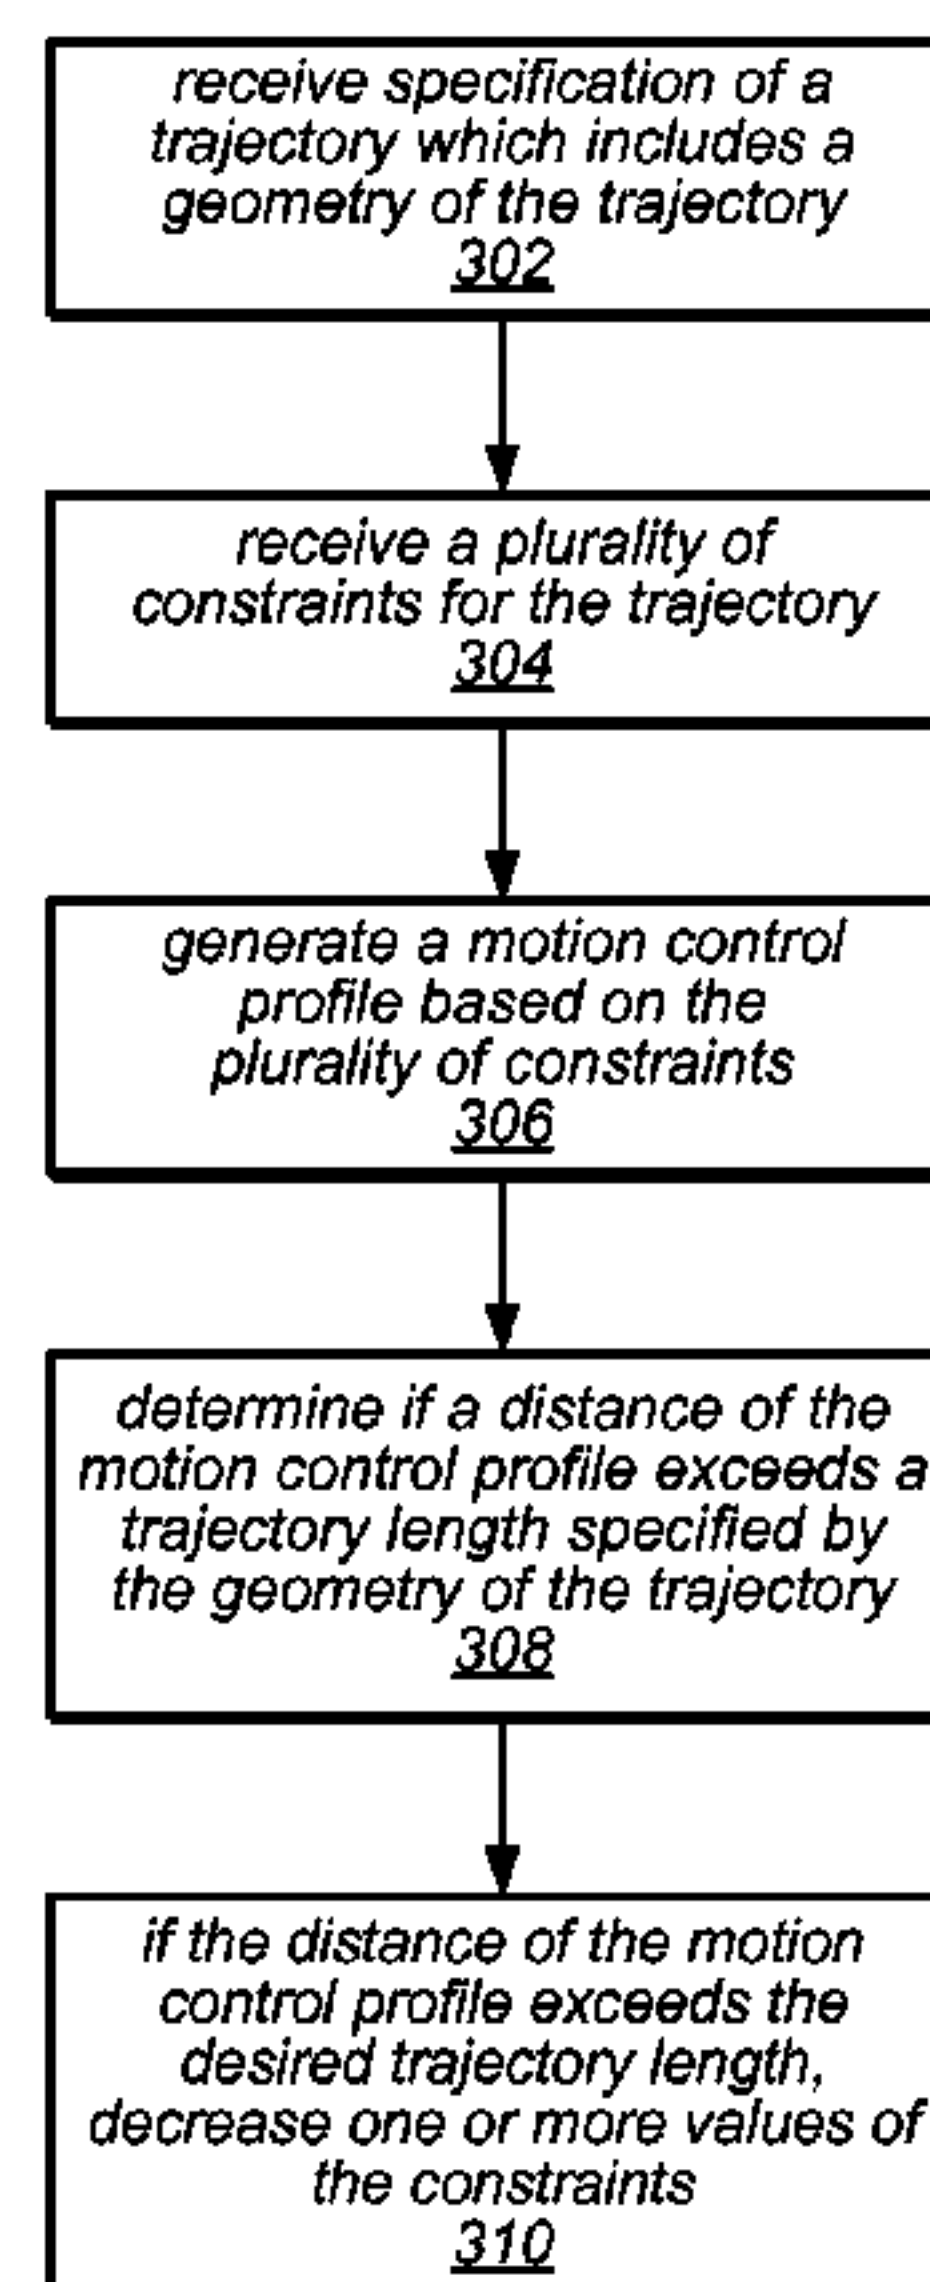 receive specification of a
trajectory which includes a
geometry of the trajectory
302
receive a plurality of
constraints for the trajectory
304
generate a motion control
profile based on the
plurality of constraints
306
determine if a distance of the
motion control profile exceeds a
trajectory length specified by
the geometry of the trajectory
308
if the distance of the motion
control profile exceeds the
desired trajectory length,
decrease one or more values of
the constraints
310